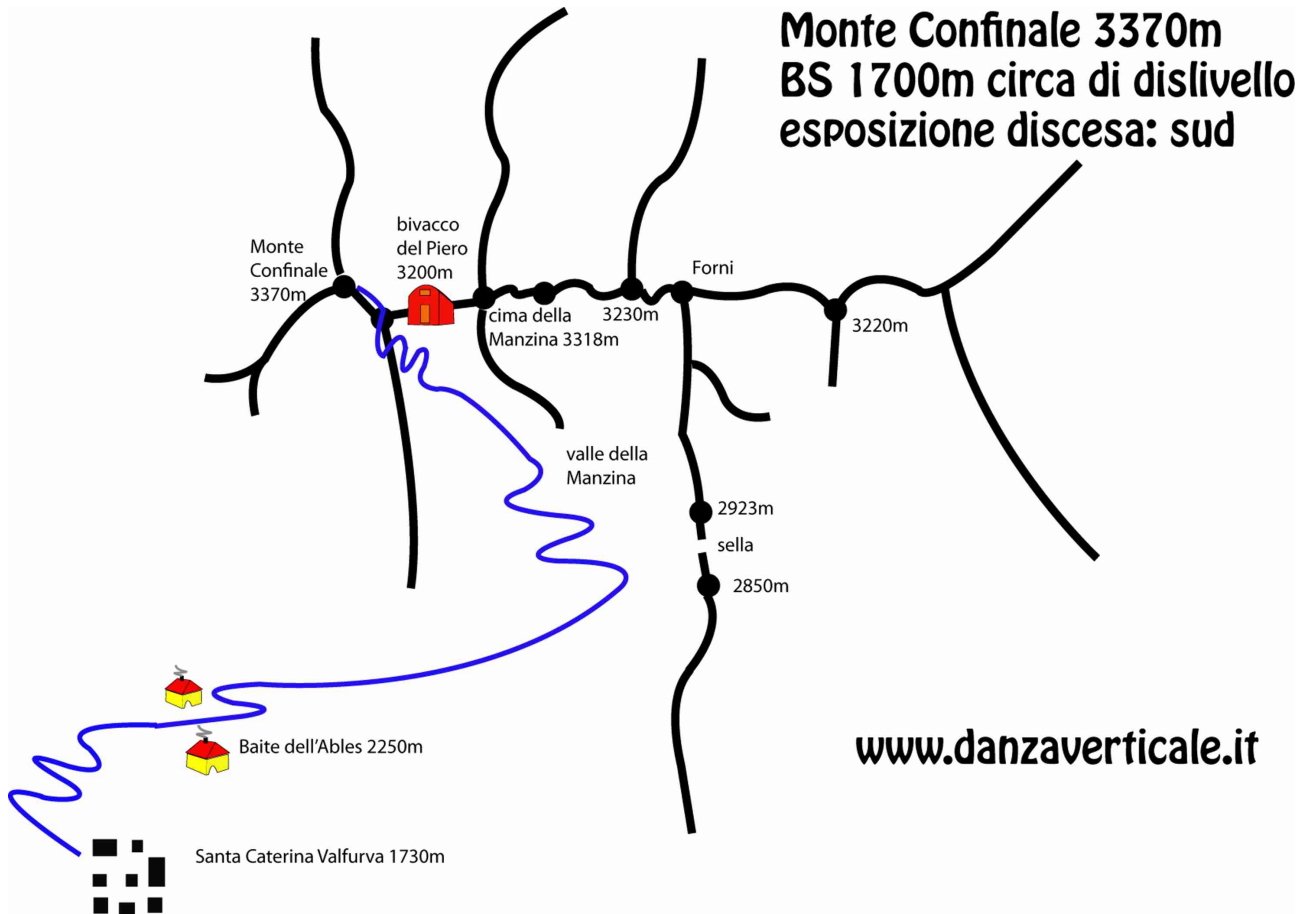 Monte Confinale 3370m
BS 1700m circa di dislivello
esposizione discesa: sud
bivacco
del Piero
3200m
Monte
Confinale
3370m
Forni
cima della
Manzina 3318m
3230m
3220m
valle della
Manzina
2923m
sella
2850m
www.danzaverticale.it
Baite dell'Ables 2250m
Santa Caterina Valfurva 1730m